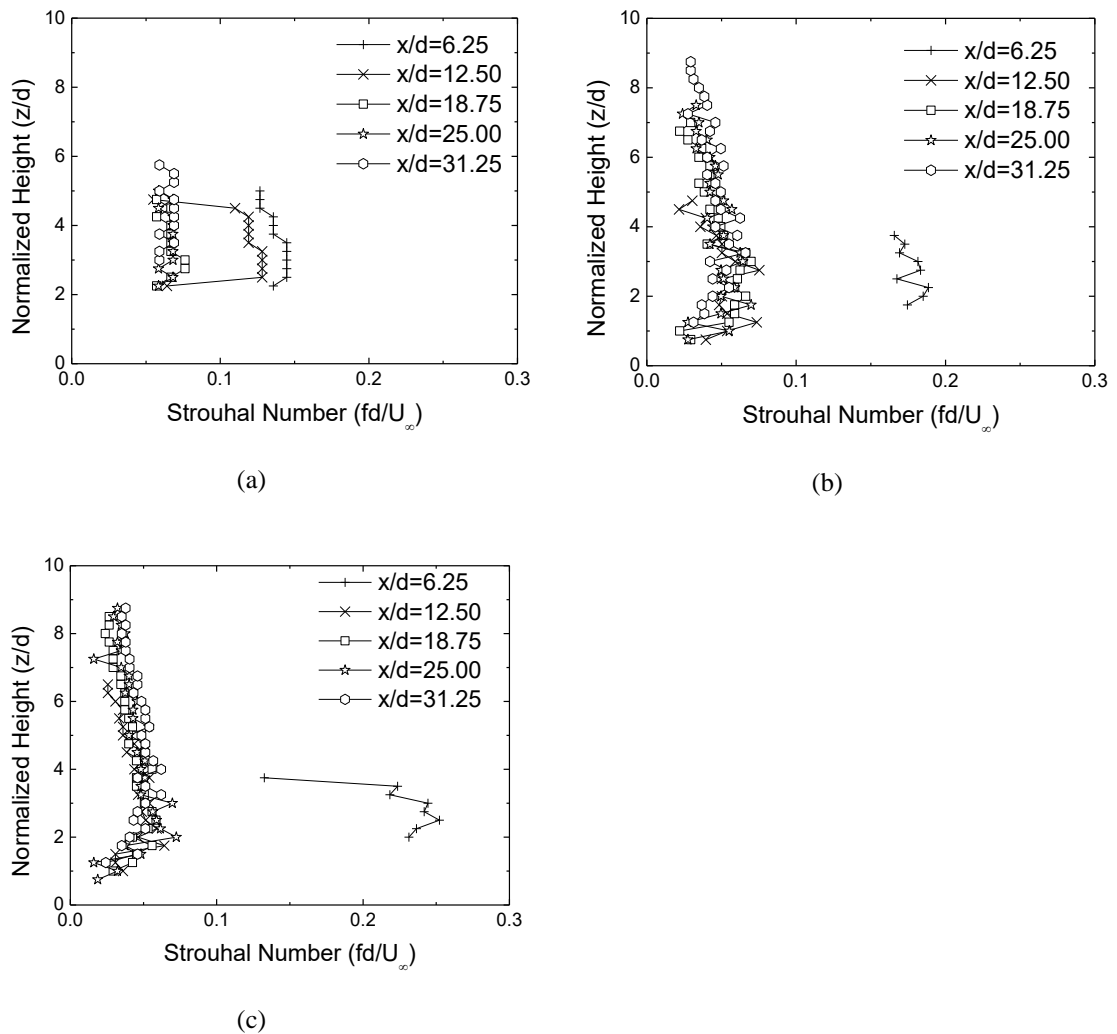 10
8
6
4
2
0
Normalized Height (z/d)
x/d=6.25
x/d=12.50
x/d=18.75
x/d=25.00
x/d=31.25
0.0 0.1 0.2 0.3
Strouhal Number (fd/U∞)
(a)
10
8
6
4
2
0
Normalized Height (z/d)
x/d=6.25
x/d=12.50
x/d=18.75
x/d=25.00
x/d=31.25
0.0 0.1 0.2 0.3
Strouhal Number (fd/U∞)
(b)
10
8
6
4
2
0
Normalized Height (z/d)
x/d=6.25
x/d=12.50
x/d=18.75
x/d=25.00
x/d=31.25
0.0 0.1 0.2 0.3
Strouhal Number (fd/U∞)
(c)